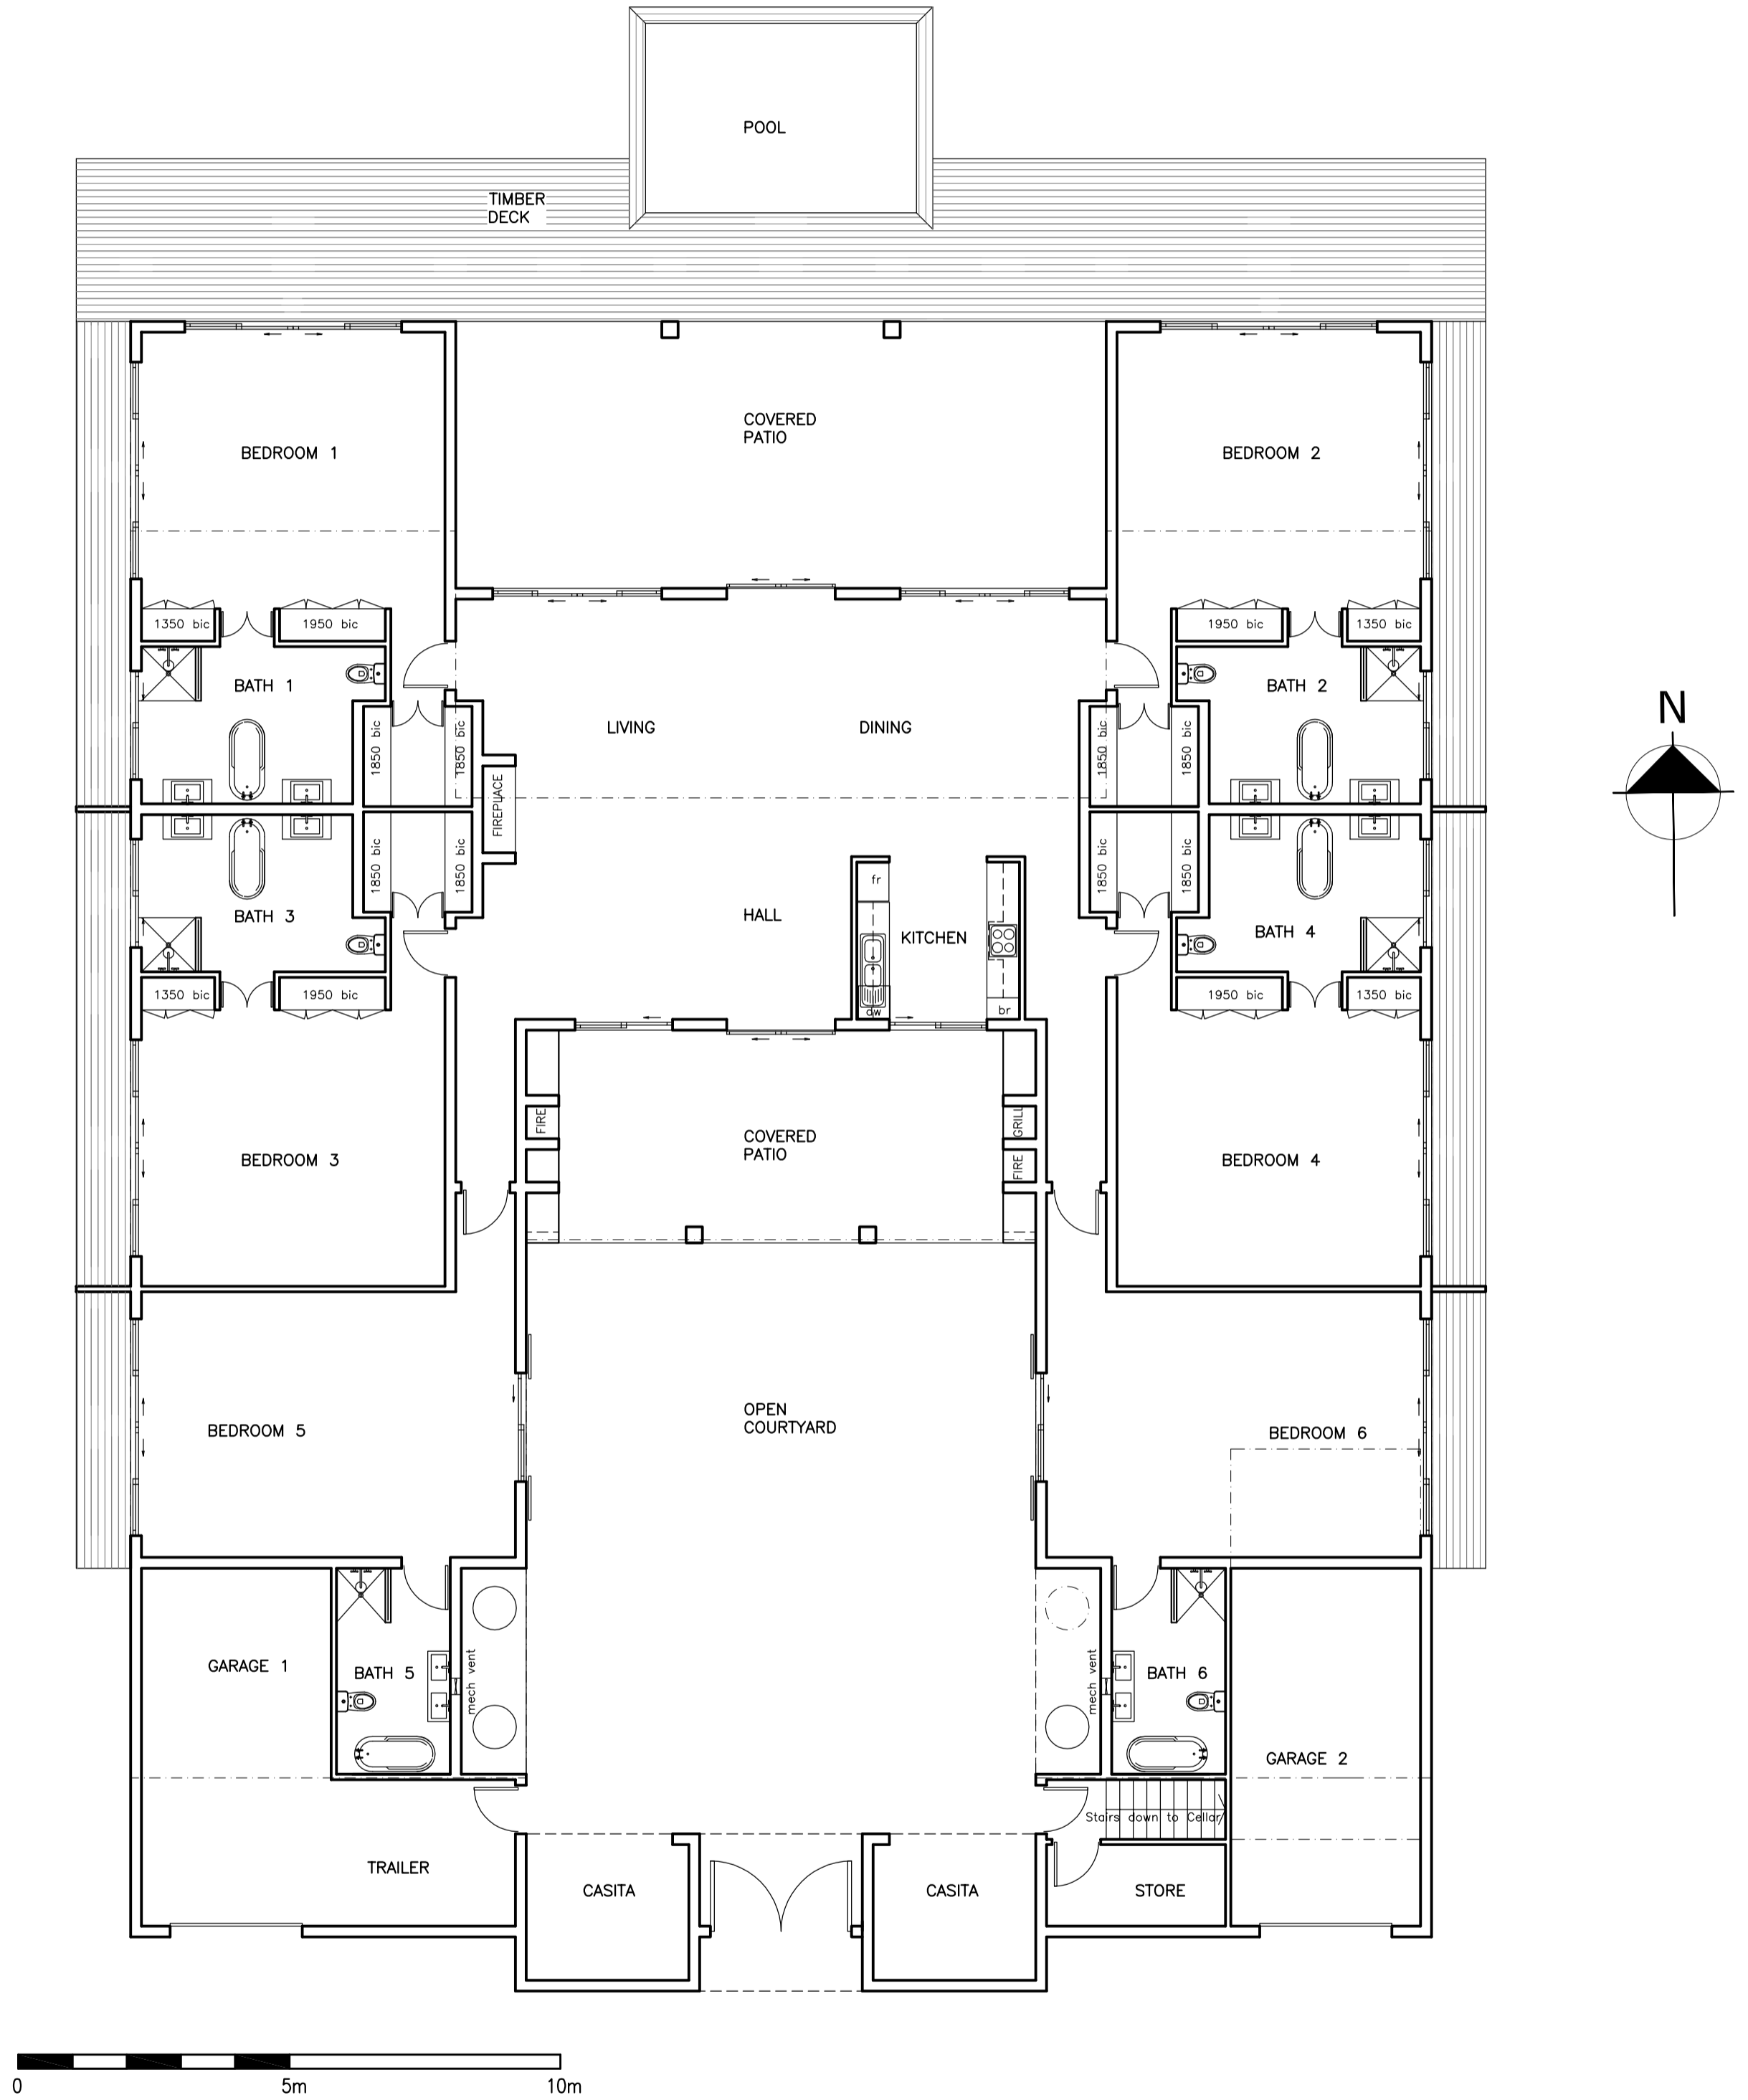 POOL
TIMBER
DECK
COVERED
PATIO
BEDROOM 1
BEDROOM 2
1350 bic
1950 bic
1950 bic
1350 bic
BATH 1
BATH 2
N
LIVING
DINING
1850 bic
1850 bic
1850 bic
1850 bic
FIREPLACE
1850 bic
1850 bic
1850 bic
1850 bic
fr
BATH 3
HALL
KITCHEN
BATH 4
1350 bic
1950 bic
dw
br
1950 bic
1350 bic
FIRE
GRILL
COVERED
PATIO
FIRE
BEDROOM 3
BEDROOM 4
OPEN
COURTYARD
BEDROOM 5
BEDROOM 6
GARAGE 1
BATH 5
mech vent
mech vent
BATH 6
GARAGE 2
Stairs down to Cellar
TRAILER
CASITA
CASITA
STORE
0
5m
10m